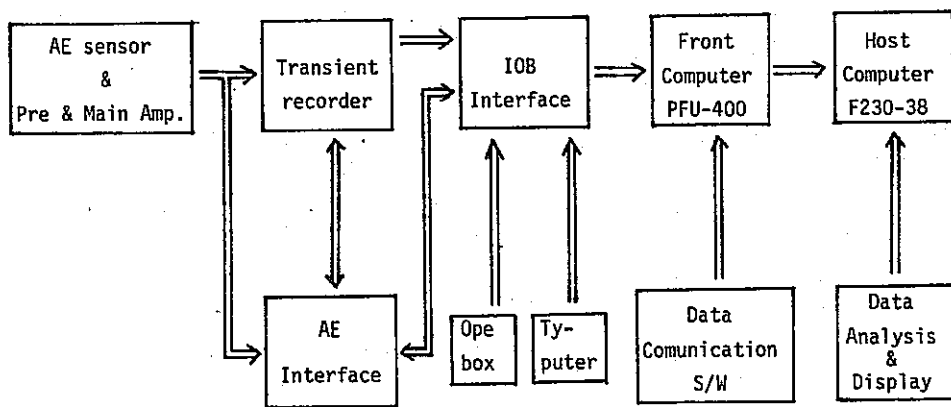 AE sensor
&
Pre & Main Amp.
Transient
recorder
IOB
Interface
Front
Computer
PFU-400
Host
Computer
F230-38
AE
Interface
Ope
box
Ty-
puter
Data
Comunication
S/W
Data
Analysis
&
Display